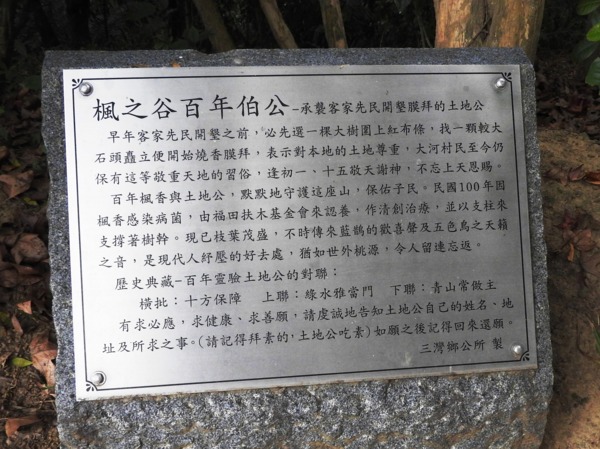 楓之谷百年伯公-承襲客家先民開墾膜拜的土地公
早年客家先民開墾之前，必先選一棵大樹圍上紅布條，找一顆較大
石頭矗立便開始燒香膜拜，表示對本地的土地尊重，大河村民至今仍
保有這等敬重天地的習俗，逢初一、十五敬天謝神，不忘上天恩賜。
百年楓香與土地公，默默地守護這座山，保佑子民。民國100年因
楓香感染病菌，由福田扶木基金會來認養，作清創治療，並以支柱來
支撐著樹幹。現已枝葉茂盛，不時傳來藍鵲的歡喜聲及五色鳥之天籟
之音，是現代人紓壓的好去處，猶如世外桃源，令人留連忘返。
歷史典藏-百年靈驗土地公的對聯：
橫批：十方保障 上聯：綠水雅當門 下聯：青山常做主
有求必應，求健康、求善願，請虔誠地告知土地公自己的姓名、地
址及所求之事。(請記得拜素的，土地公吃素)如願之後記得回來還願。
三灣鄉公所 製